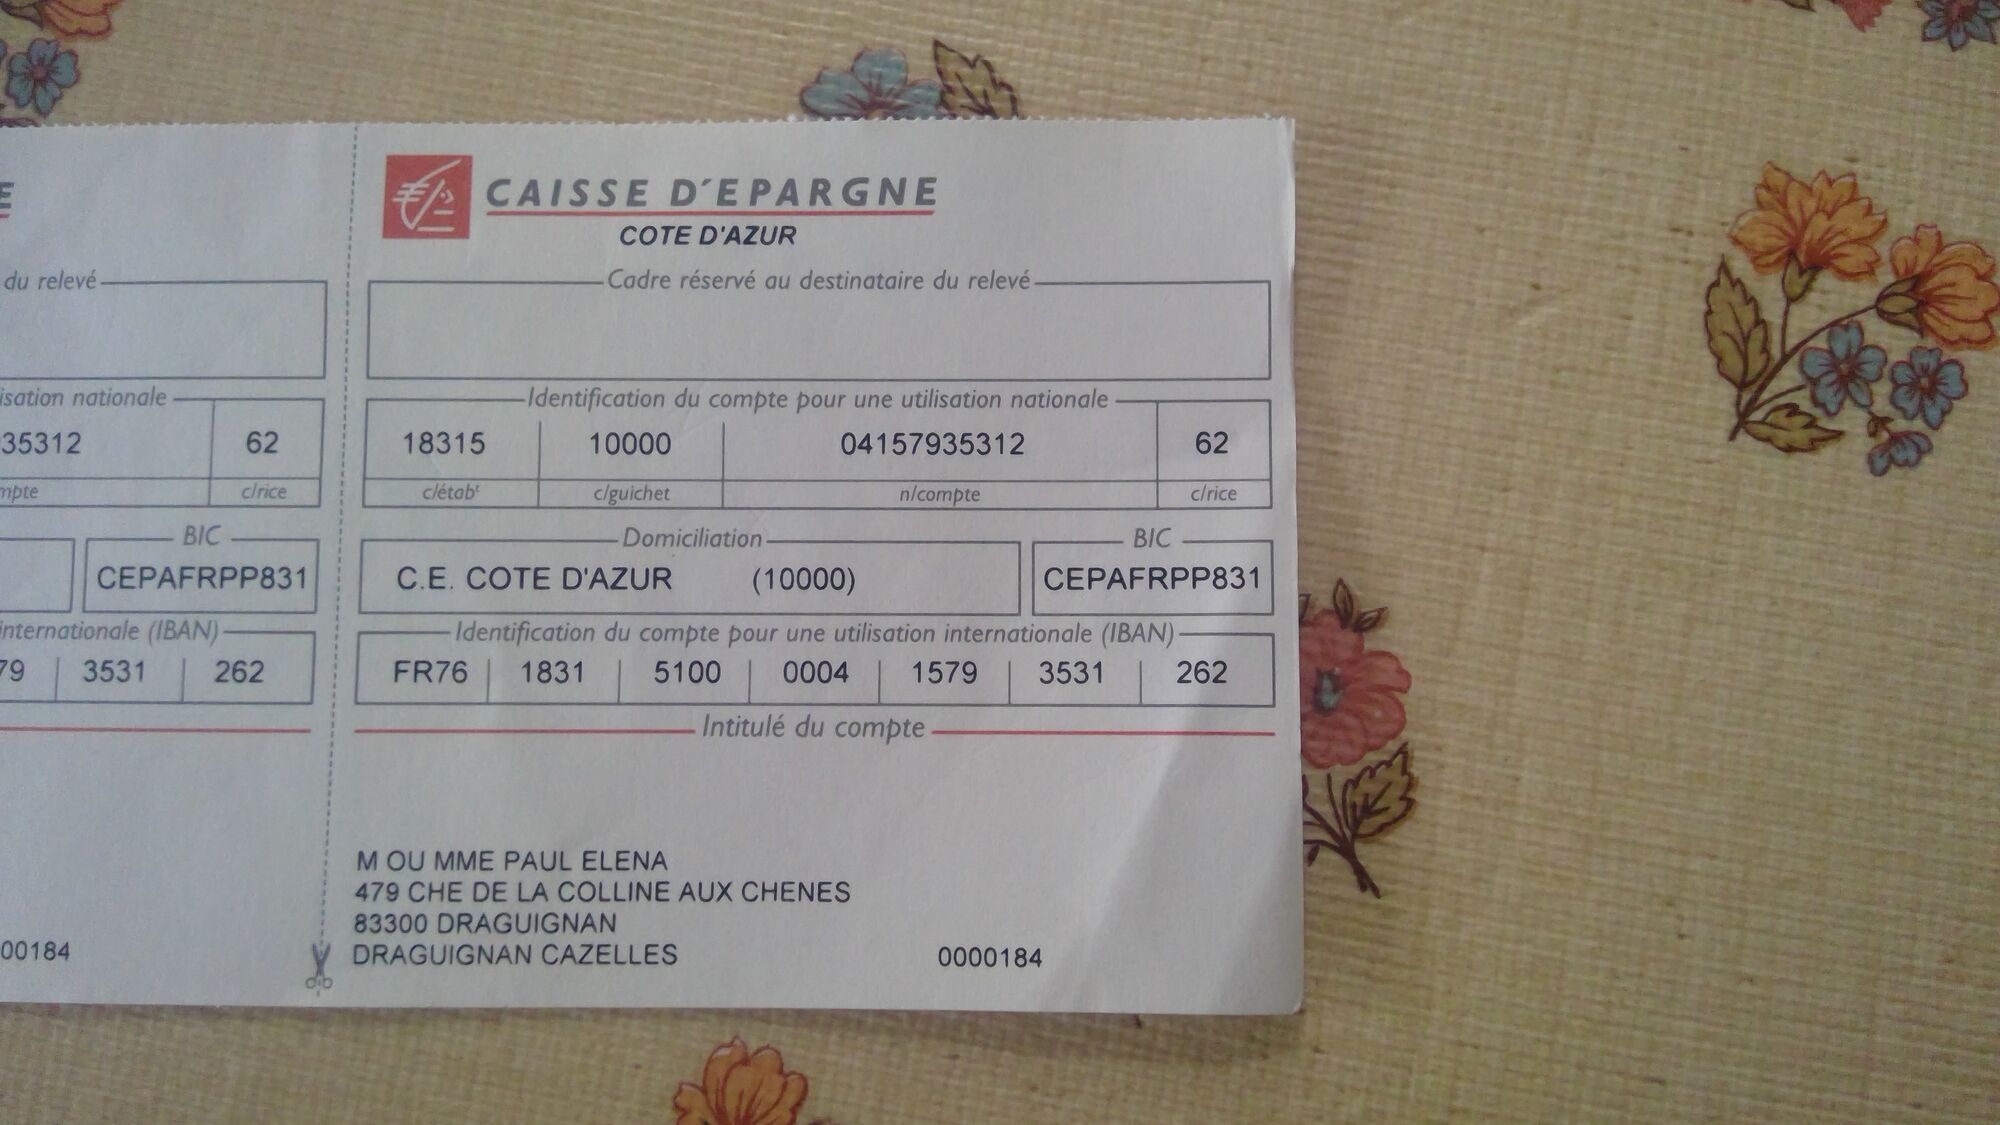 E
du relevé
isation nationale
35312 62
mpte c/rice
BIC
CEPAFRPP831
internationale (IBAN)
79 3531 262
00184
CAISSE D'EPARGNE
COTE D'AZUR
Cadre réservé au destinataire du relevé
Identification du compte pour une utilisation nationale
18315 10000 04157935312 62
c/étabt c/guichet n/compte c/rice
Domiciliation BIC
C.E. COTE D'AZUR (10000) CEPAFRPP831
Identification du compte pour une utilisation internationale (IBAN)
FR76 1831 5100 0004 1579 3531 262
Intitulé du compte
M OU MME PAUL ELENA
479 CHE DE LA COLLINE AUX CHENES
83300 DRAGUIGNAN
DRAGUIGNAN CAZELLES 0000184